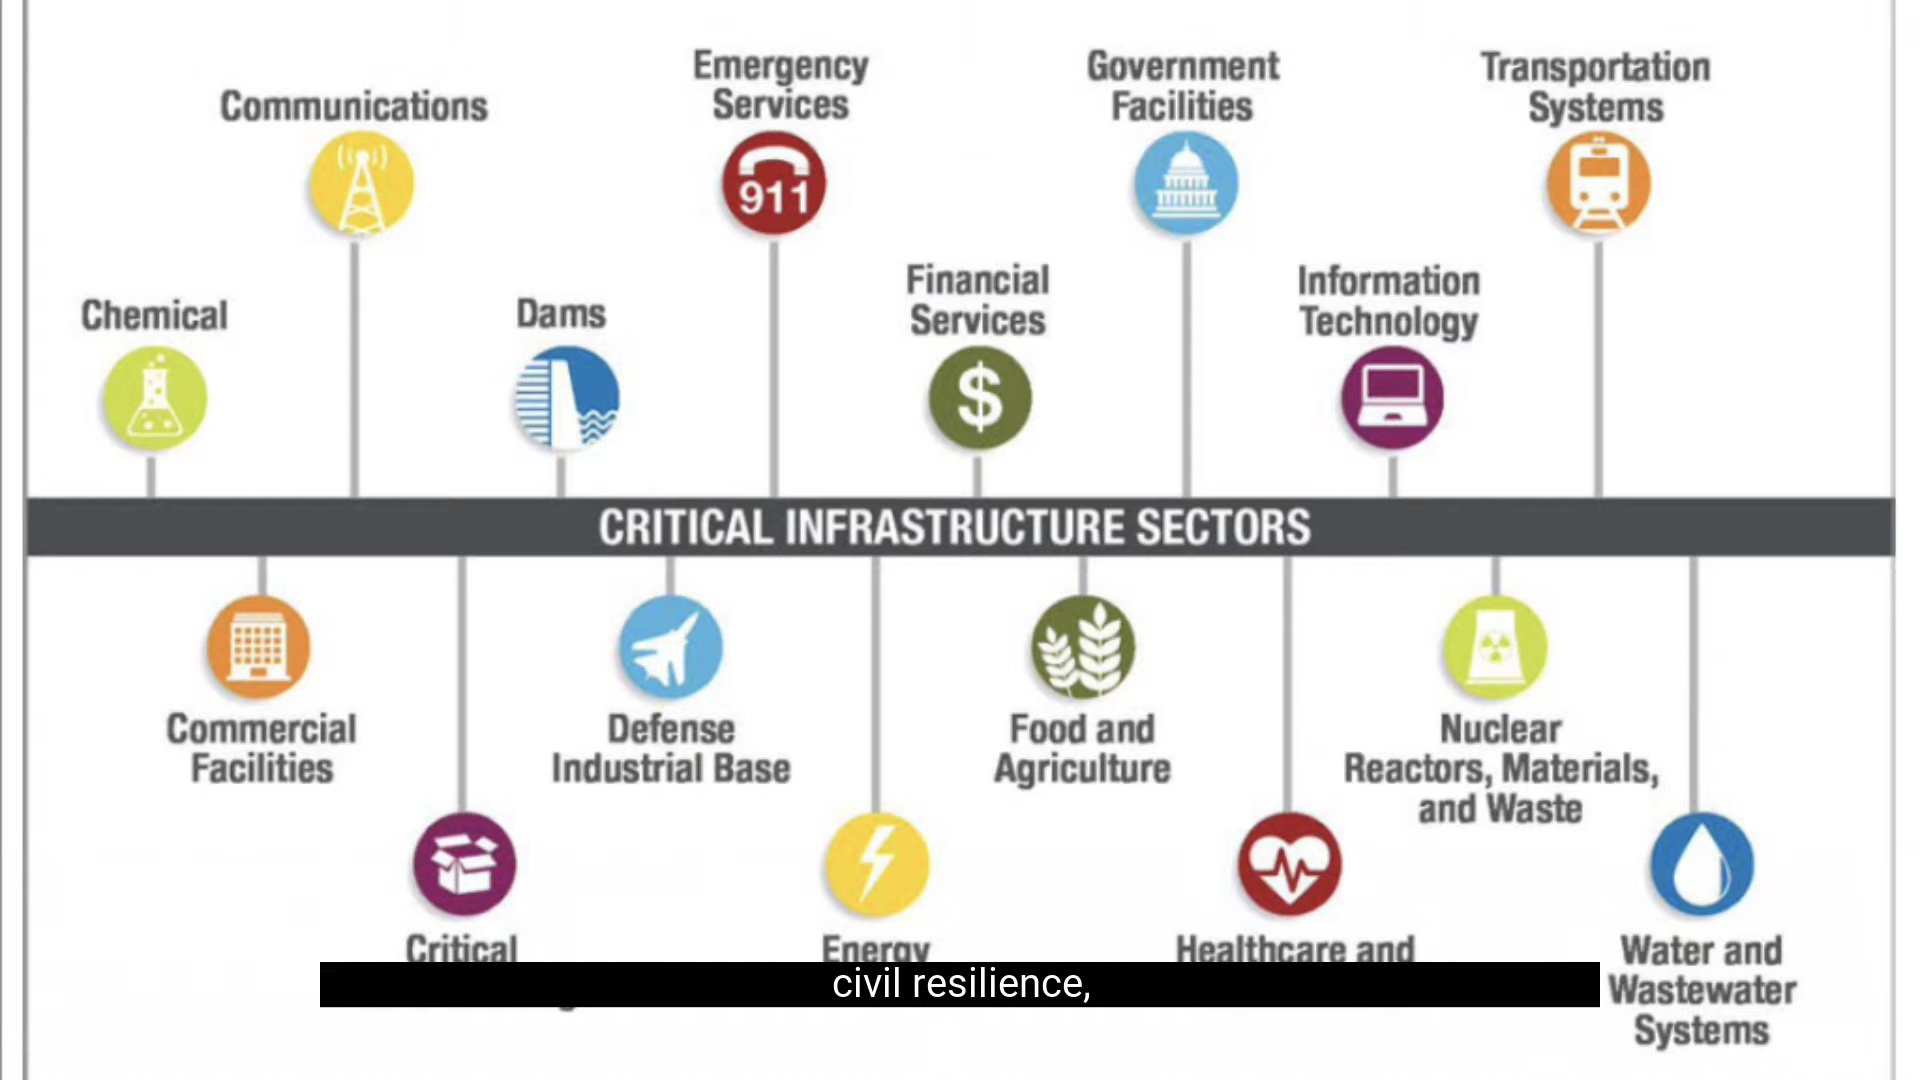 Emergency
Services
Government
Facilities
Transportation
Systems
Communications
911
Financial
Services
Information
Technology
Chemical
Dams
$
CRITICAL INFRASTRUCTURE SECTORS
Commercial
Facilities
Defense
Industrial Base
Food and
Agriculture
Nuclear
Reactors, Materials,
and Waste
Critical
Energy
Healthcare and
Water and
Wastewater
Systems
civil resilience,